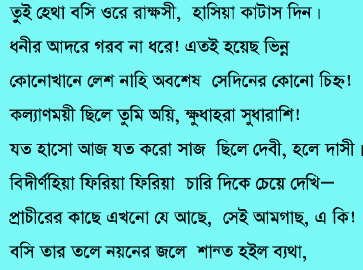 তুই হেথা বসি ওরে রাক্ষসী, হাসিয়া কাটাস দিন।
ধনীর আদরে গরব না ধরে! এতই হয়েছ ভিন্ন
কোনোখানে লেশ নাহি অবশেষ সেদিনের কোনো চিহ্ন!
কল্যাণময়ী ছিলে তুমি অয়ি, ক্ষুধাহরা সুধারাশি!
যত হাসো আজ যত করো সাজ ছিলে দেবী, হলে দাসী।
বিদীর্ণহিয়া ফিরিয়া ফিরিয়া চারি দিকে চেয়ে দেখি—
প্রাচীরের কাছে এখনো যে আছে, সেই আমগাছ, এ কি!
বসি তার তলে নয়নের জলে শান্ত হইল ব্যথা,